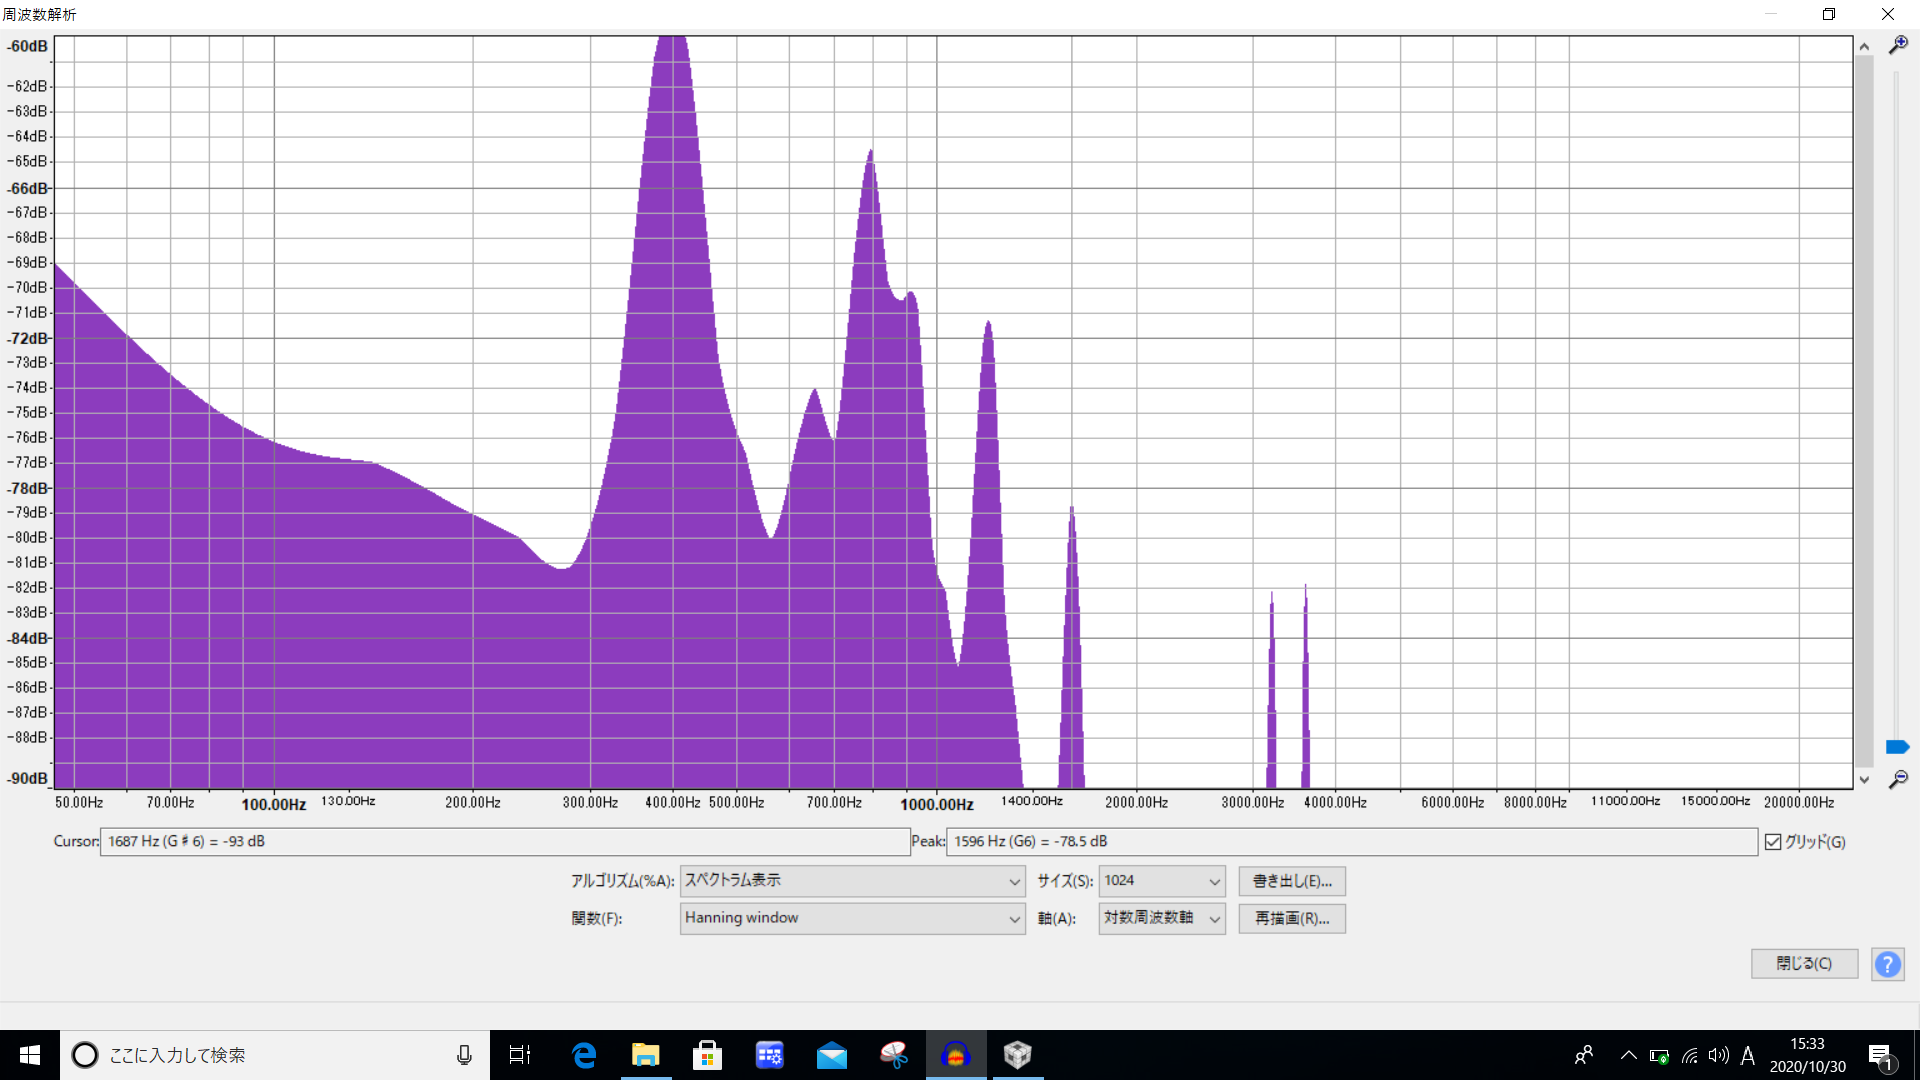 周波数解析
-60dB
-62dB
-63dB
-64dB
-65dB
-66dB
-67dB
-68dB
-69dB
-70dB
-71dB
-72dB
-73dB
-74dB
-75dB
-76dB
-77dB
-78dB
-79dB
-80dB
-81dB
-82dB
-83dB
-84dB
-85dB
-86dB
-87dB
-88dB
-90dB
50.00Hz 70.00Hz 100.00Hz 130.00Hz 200.00Hz 300.00Hz 400.00Hz 500.00Hz 700.00Hz 1000.00Hz 1400.00Hz 2000.00Hz 3000.00Hz 4000.00Hz 6000.00Hz 8000.00Hz 11000.00Hz 15000.00Hz 20000.00Hz
Cursor: 1687 Hz (G♯6) = -93 dB Peak: 1596 Hz (G6) = -78.5 dB グリッド(G)
アルゴリズム(%A): スペクトラム表示 サイズ(S): 1024 書き出し(E)...
関数(F): Hanning window 軸(A): 対数周波数軸 再描画(R)...
閉じる(C) ?
ここに入力して検索
A
15:33
2020/10/30
1